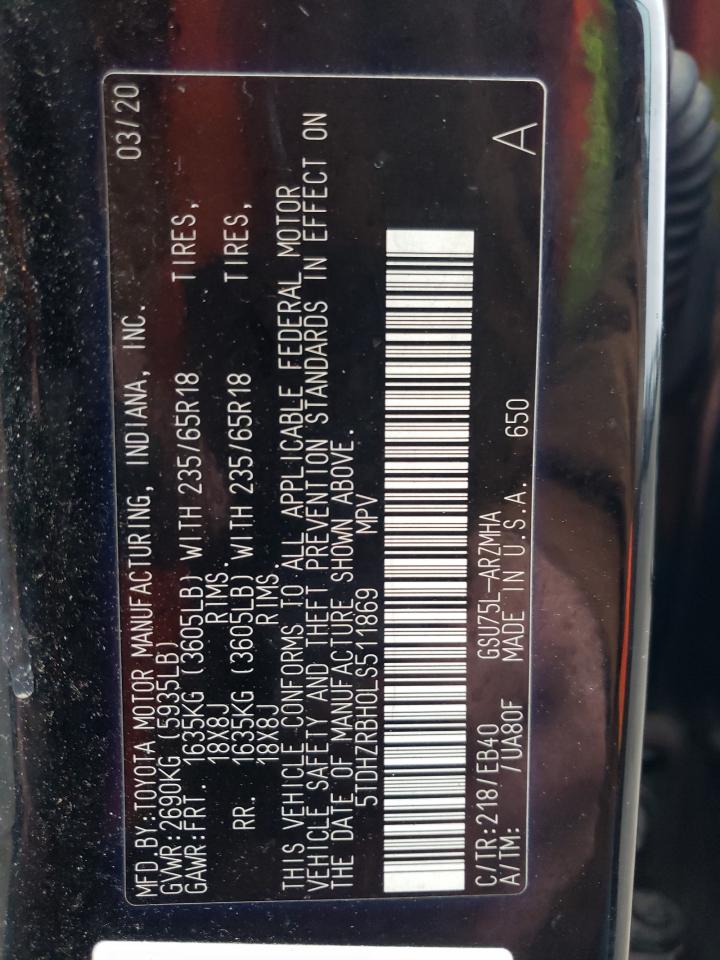 MFD BY:TOYOTA MOTOR MANUFACTURING, INDIANA, INC. 03/20
GVWR:2690KG (5935LB)
GAWR:FRT. 1635KG (3605LB) WITH 235/65R18 TIRES,
18X8J RIMS.
RR. 1635KG (3605LB) WITH 235/65R18 TIRES,
18X8J RIMS.
THIS VEHICLE CONFORMS TO ALL APPLICABLE FEDERAL MOTOR
VEHICLE SAFETY AND THEFT PREVENTION STANDARDS IN EFFECT ON
THE DATE OF MANUFACTURE SHOWN ABOVE.
5TDHZRBH0LS511869 MPV
C/TR:218/EB40 GSU75L-ARZMHA
A/TM: /UA80F MADE IN U.S.A. 650 A